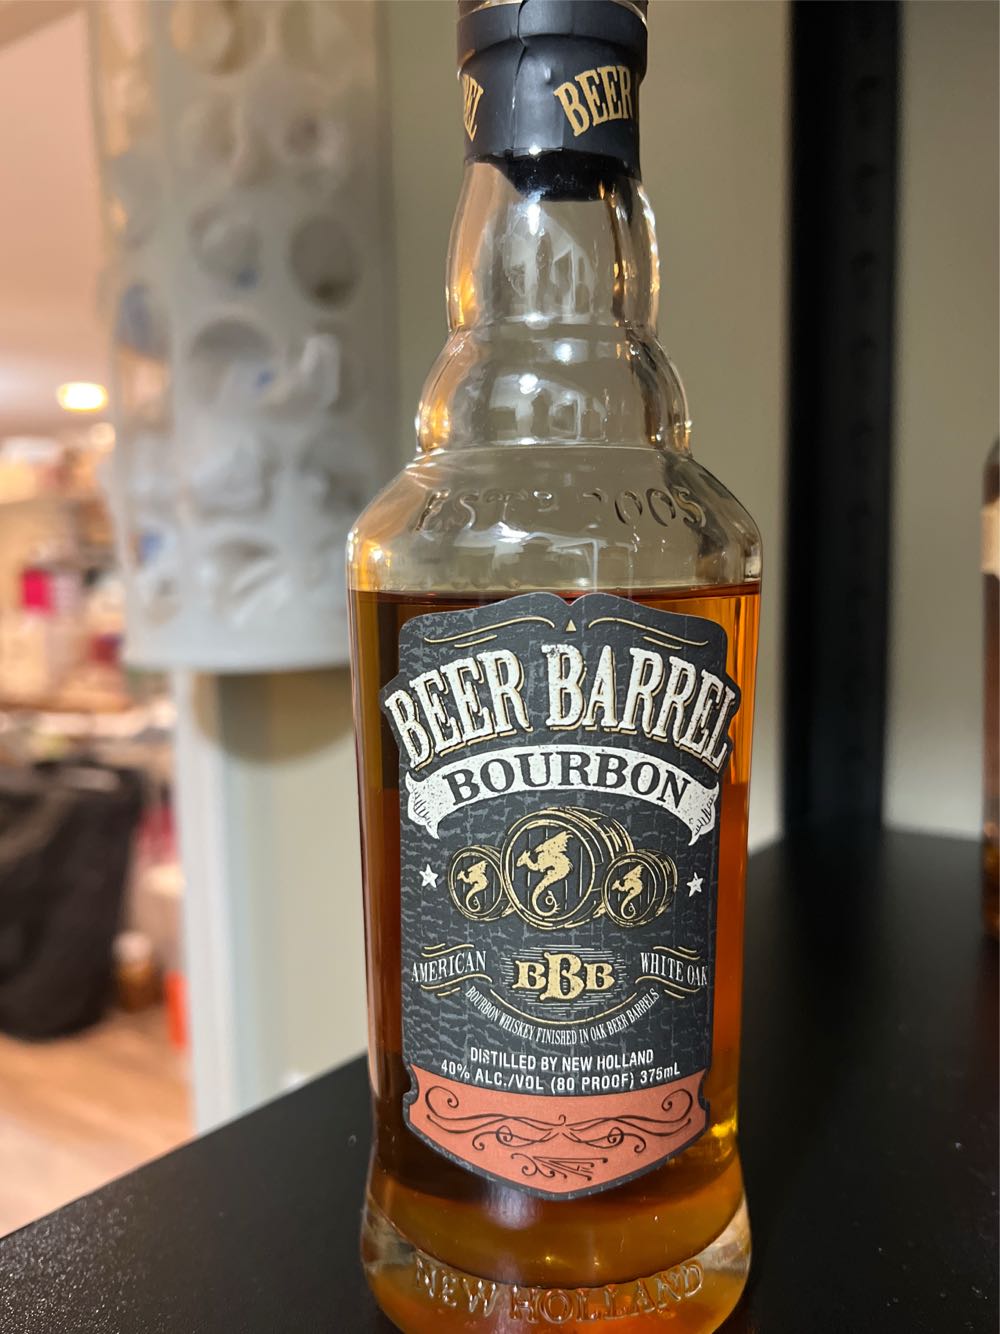 BEER
EST? 2005
BEER BARREL
BOURBON
AMERICAN
WHITE OAK
BBB
BOURBON WHISKEY FINISHED IN OAK BEER BARRELS
DISTILLED BY NEW HOLLAND
40% ALC./VOL (80 PROOF) 375mL
NEW HOLLAND